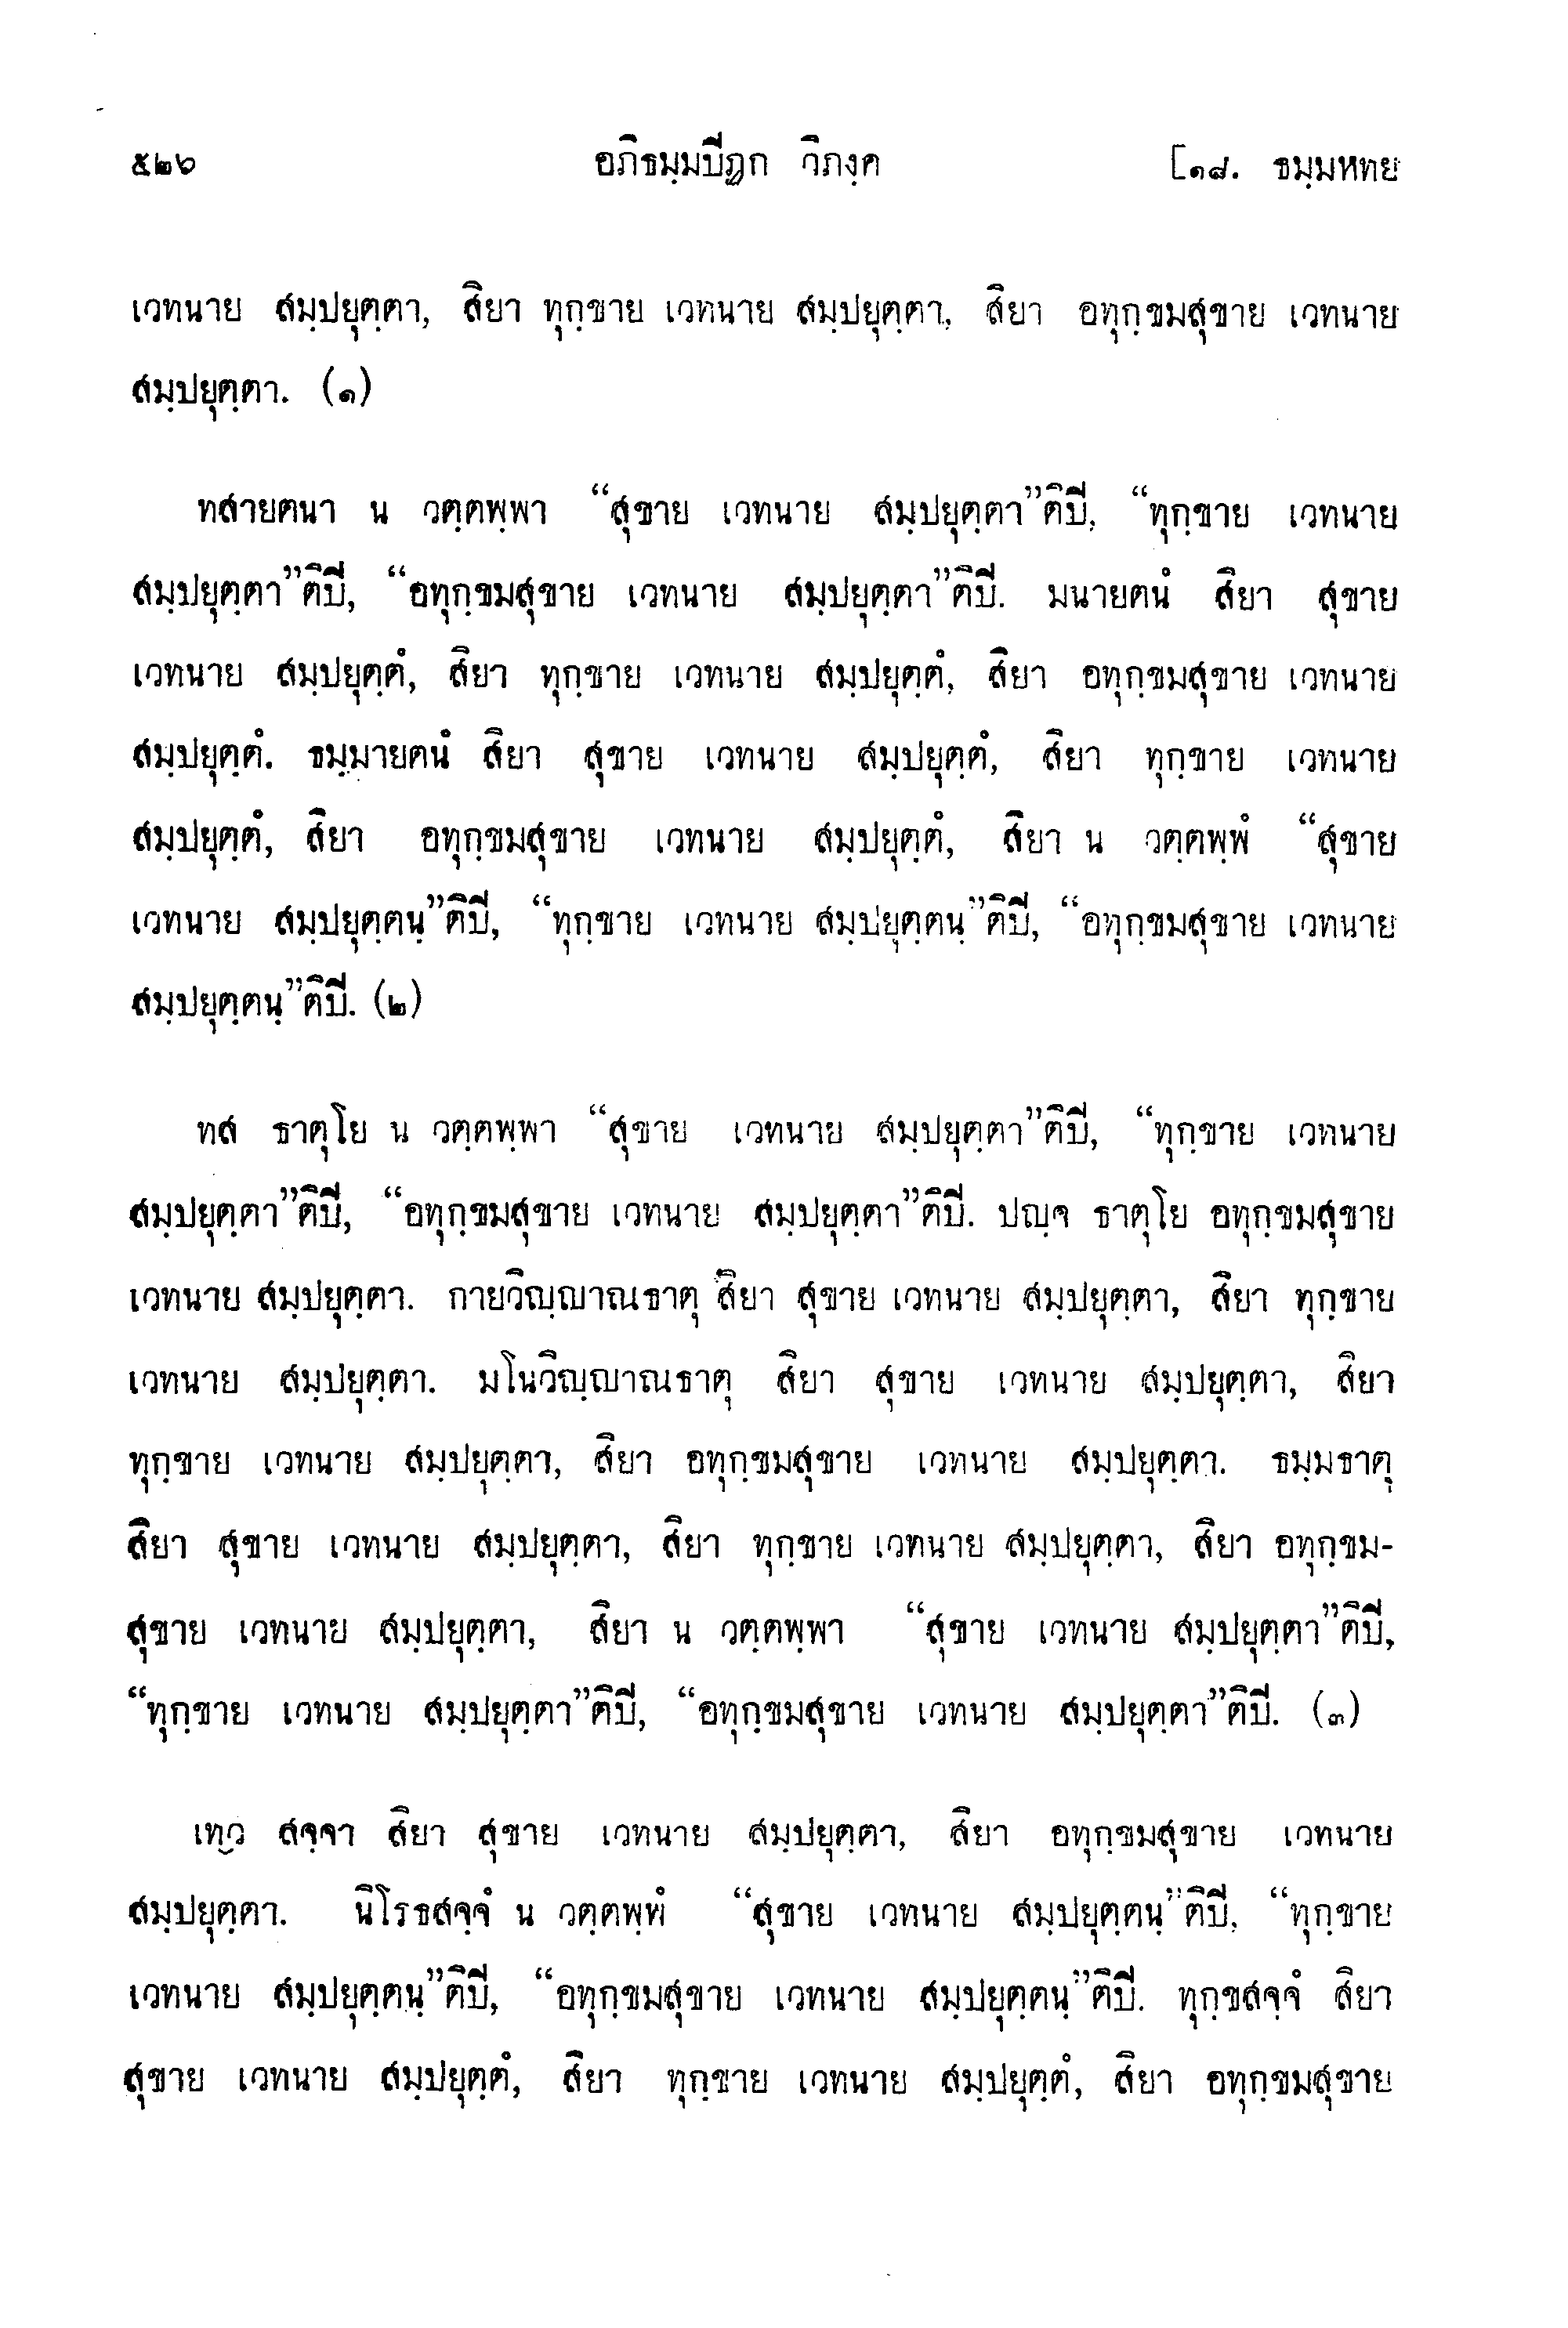 ๕๒๖ อภิธมฺมปีฏก วิภงฺค [๑๘. ธมฺมหทย
เวทนาย สมฺปยุตฺตา, สิยา ทุกฺขาย เวทนาย สมฺปยุตฺตา, สิยา อทุกฺขมสุขาย เวทนาย
สมฺปยุตฺตา. (๑)
ทสายตนา น วตฺตพฺพา “สุขาย เวทนาย สมฺปยุตฺตา”ติปิ, “ทุกฺขาย เวทนาย
สมฺปยุตฺตา”ติปิ, “อทุกฺขมสุขาย เวทนาย สมฺปยุตฺตา”ติปิ. มนายตนํ สิยา สุขาย
เวทนาย สมฺปยุตฺตํ, สิยา ทุกฺขาย เวทนาย สมฺปยุตฺตํ, สิยา อทุกฺขมสุขาย เวทนาย
สมฺปยุตฺตํ. ธมฺมายตนํ สิยา สุขาย เวทนาย สมฺปยุตฺตํ, สิยา ทุกฺขาย เวทนาย
สมฺปยุตฺตํ, สิยา อทุกฺขมสุขาย เวทนาย สมฺปยุตฺตํ, สิยา น วตฺตพฺพํ “สุขาย
เวทนาย สมฺปยุตฺตนฺ”ติปิ, “ทุกฺขาย เวทนาย สมฺปยุตฺตนฺ”ติปิ, “อทุกฺขมสุขาย เวทนาย
สมฺปยุตฺตนฺ”ติปิ. (๒)
ทส ธาตุโย น วตฺตพฺพา “สุขาย เวทนาย สมฺปยุตฺตา”ติปิ, “ทุกฺขาย เวทนาย
สมฺปยุตฺตา”ติปิ, “อทุกฺขมสุขาย เวทนาย สมฺปยุตฺตา”ติปิ. ปญฺจ ธาตุโย อทุกฺขมสุขาย
เวทนาย สมฺปยุตฺตา. กายวิญฺญาณธาตุ สิยา สุขาย เวทนาย สมฺปยุตฺตา, สิยา ทุกฺขาย
เวทนาย สมฺปยุตฺตา. มโนวิญฺญาณธาตุ สิยา สุขาย เวทนาย สมฺปยุตฺตา, สิยา
ทุกฺขาย เวทนาย สมฺปยุตฺตา, สิยา อทุกฺขมสุขาย เวทนาย สมฺปยุตฺตา. ธมฺมธาตุ
สิยา สุขาย เวทนาย สมฺปยุตฺตา, สิยา ทุกฺขาย เวทนาย สมฺปยุตฺตา, สิยา อทุกฺขม-
สุขาย เวทนาย สมฺปยุตฺตา, สิยา น วตฺตพฺพา “สุขาย เวทนาย สมฺปยุตฺตา”ติปิ,
“ทุกฺขาย เวทนาย สมฺปยุตฺตา”ติปิ, “อทุกฺขมสุขาย เวทนาย สมฺปยุตฺตา”ติปิ. (๓)
เทฺว สจฺจา สิยา สุขาย เวทนาย สมฺปยุตฺตา, สิยา อทุกฺขมสุขาย เวทนาย
สมฺปยุตฺตา. นิโรธสจฺจํ น วตฺตพฺพํ “สุขาย เวทนาย สมฺปยุตฺตนฺ”ติปิ, “ทุกฺขาย
เวทนาย สมฺปยุตฺตนฺ”ติปิ, “อทุกฺขมสุขาย เวทนาย สมฺปยุตฺตนฺ”ติปิ. ทุกฺขสจฺจํ สิยา
สุขาย เวทนาย สมฺปยุตฺตํ, สิยา ทุกฺขาย เวทนาย สมฺปยุตฺตํ, สิยา อทุกฺขมสุขาย